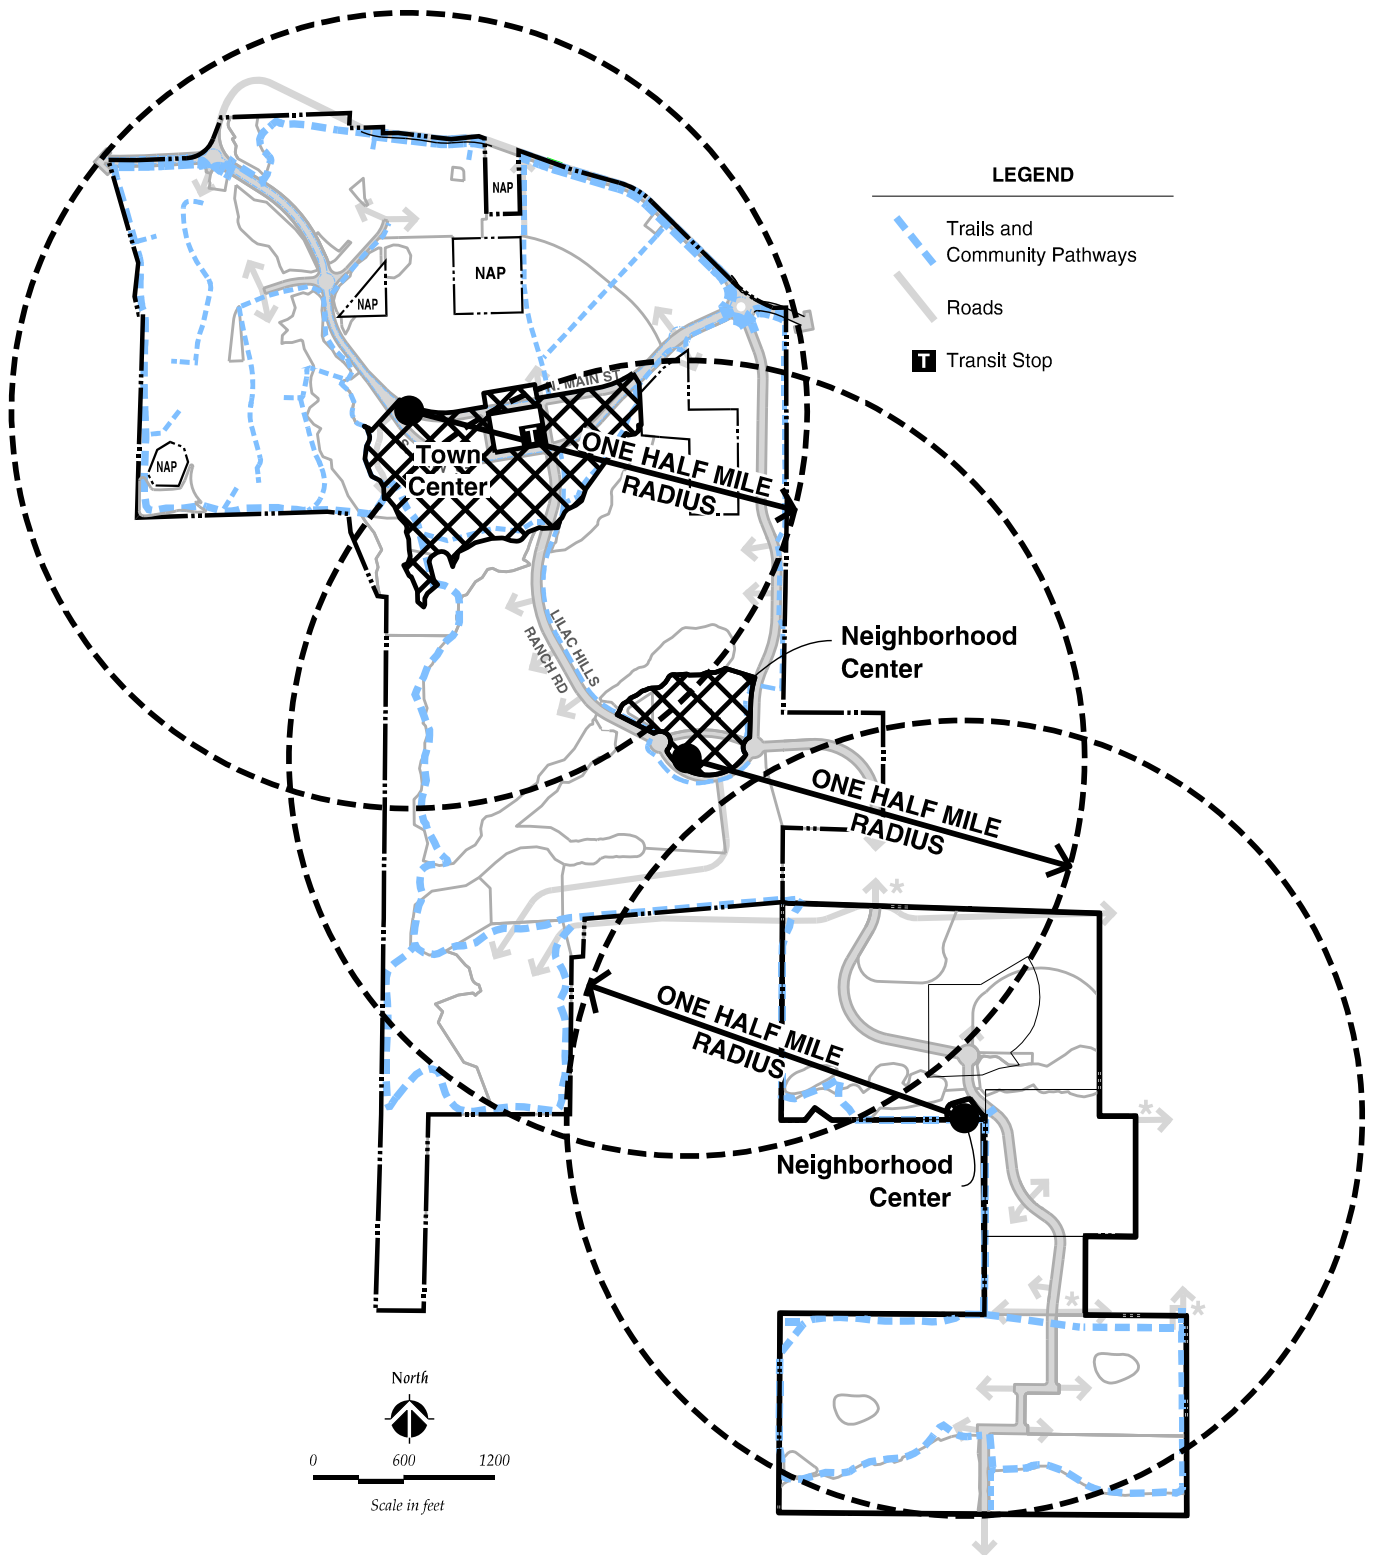 LEGEND
Trails and
Community Pathways
Roads
T Transit Stop
NAP
NAP
NAP
NAP
N. MAIN ST
T
Town
Center
ONE HALF MILE
RADIUS
LILAC HILLS
RANCH RD
Neighborhood
Center
ONE HALF MILE
RADIUS
*
ONE HALF MILE
RADIUS
*
Neighborhood
Center
*
*
North
0 600 1200
Scale in feet